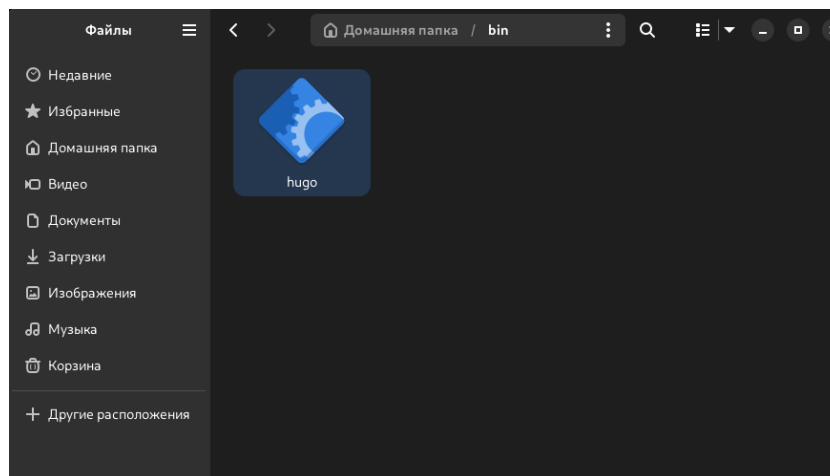 Файлы
Домашняя папка / bin
Недавние
Избранные
Домашняя папка
Видео
Документы
Загрузки
Изображения
Музыка
Корзина
Другие расположения
hugo